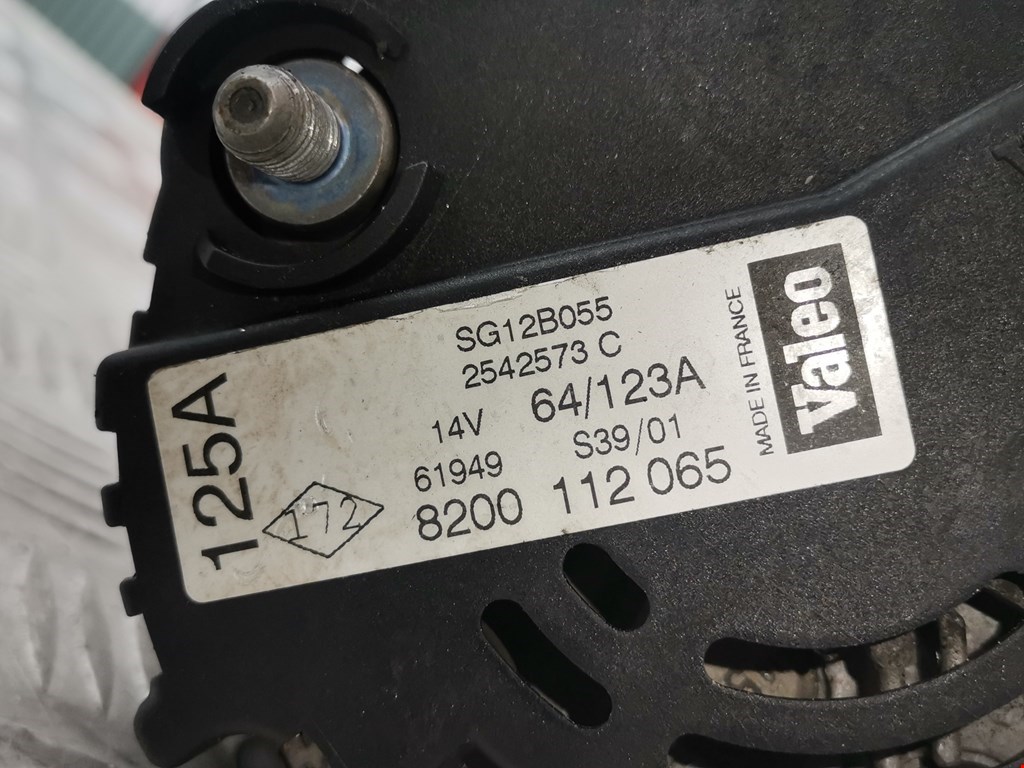 125A
SG12B055
2542573 C
14V 64/123A
61949 S39/01
172
8200 112 065
MADE IN FRANCE
Valeo